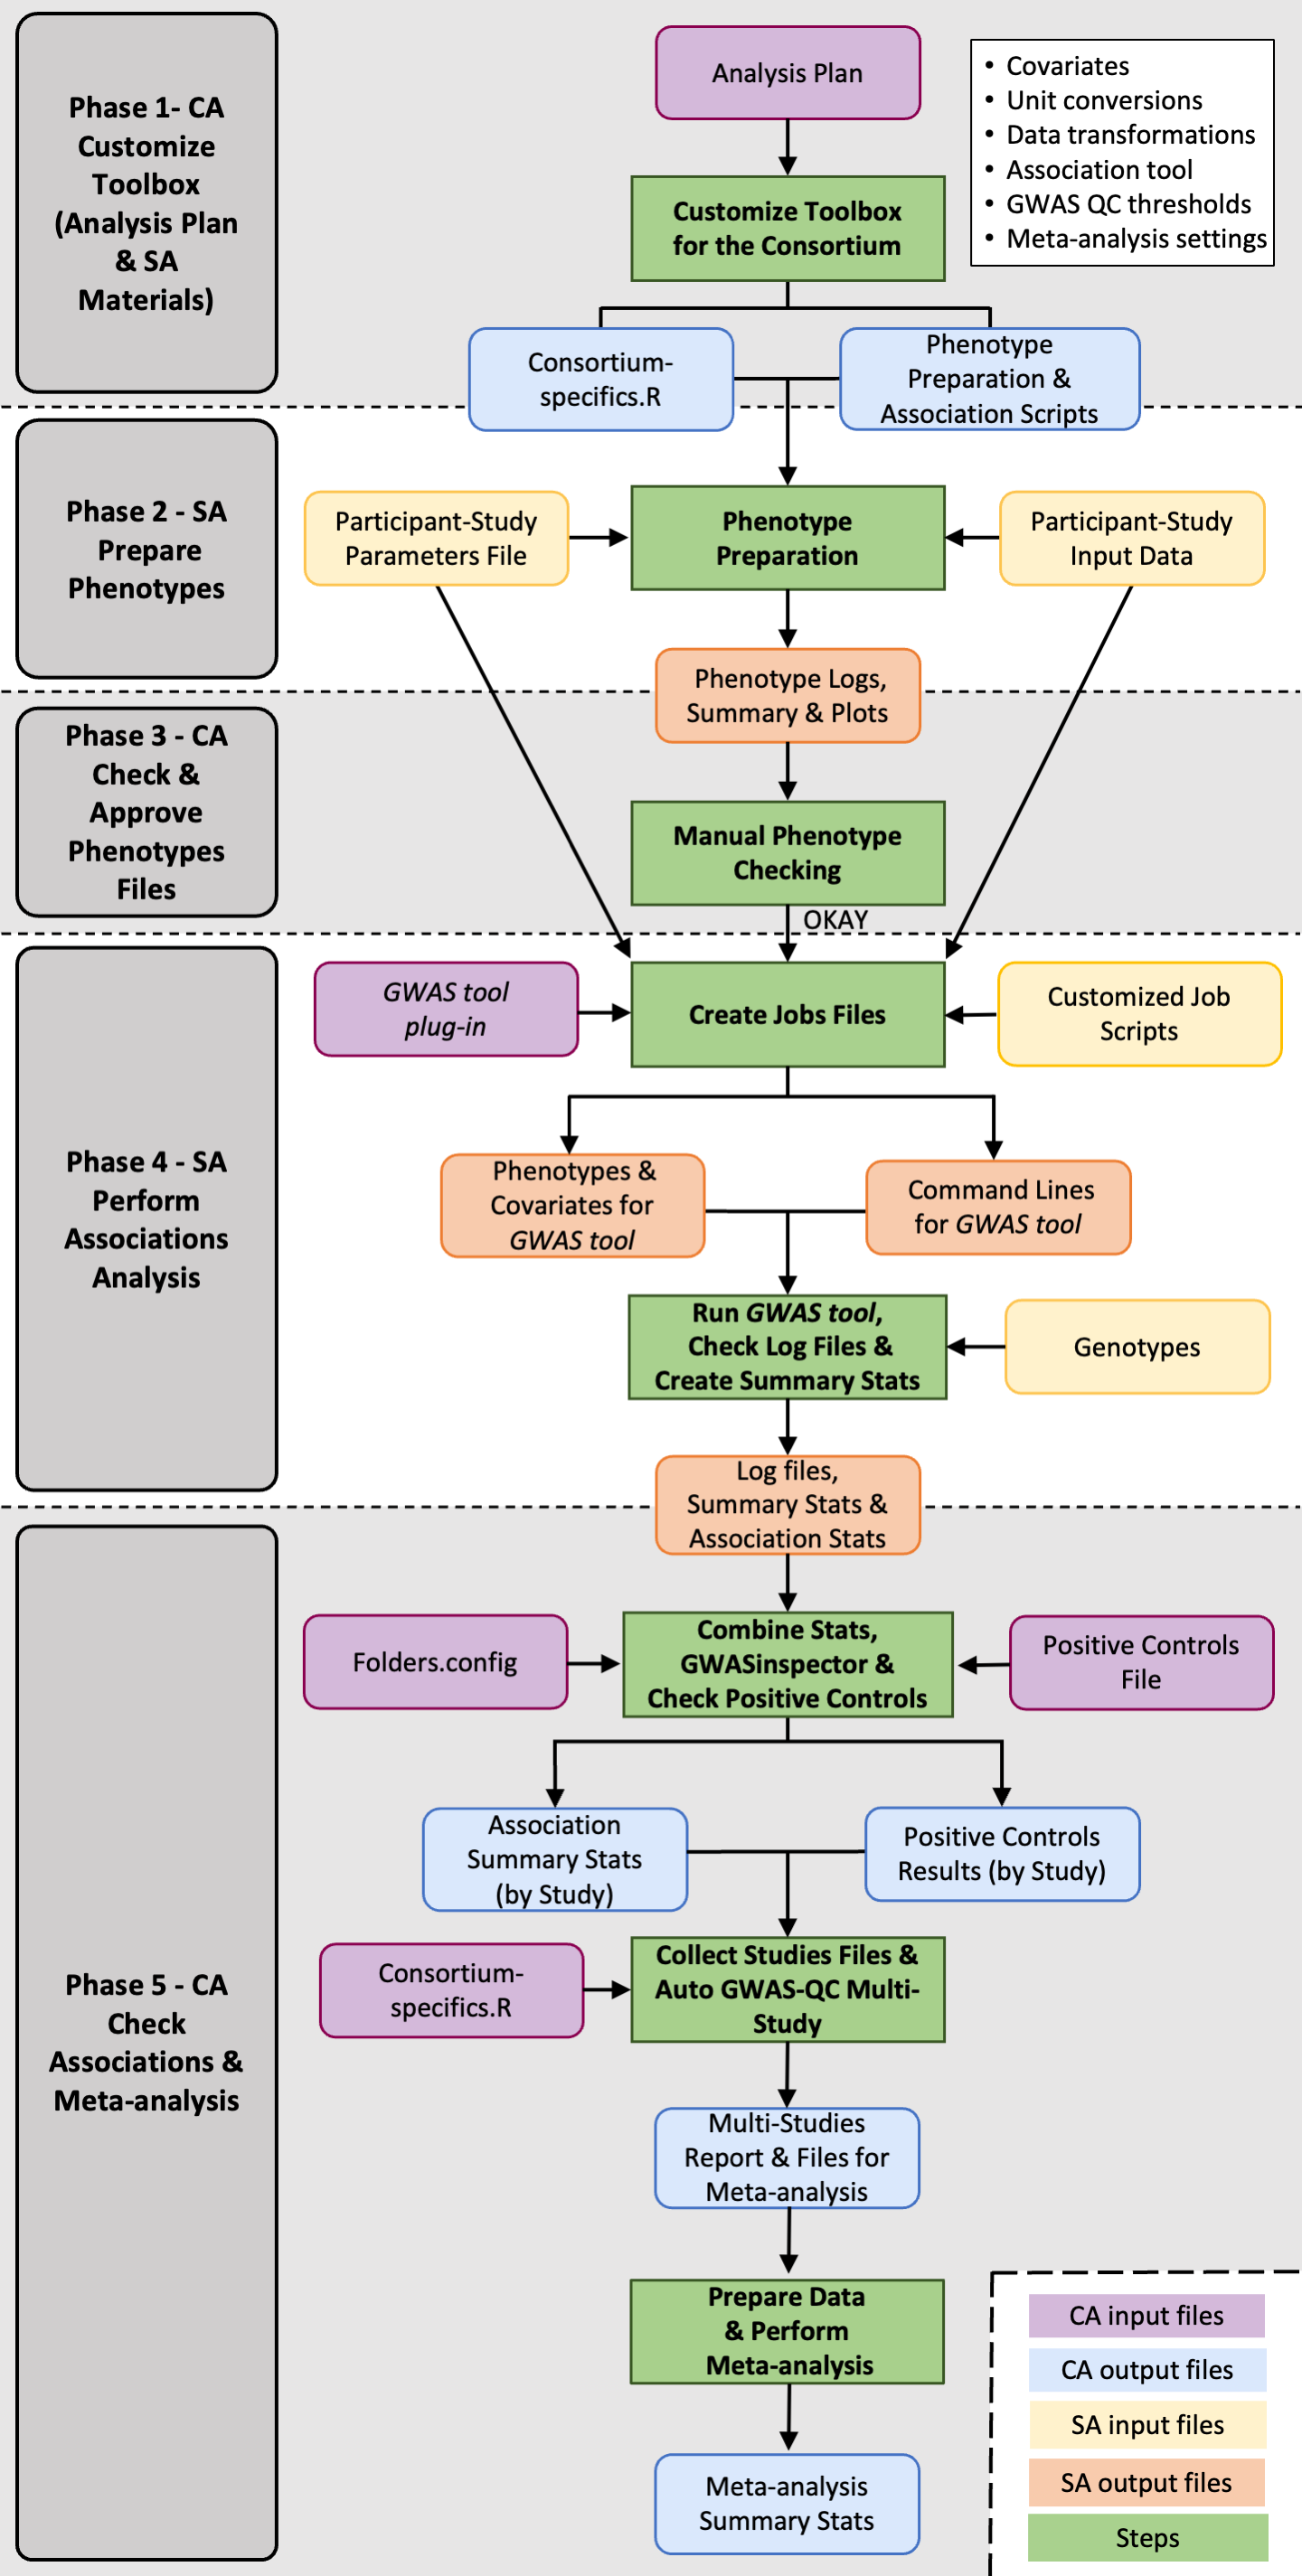 Phase 1- CA
Customize
Toolbox
(Analysis Plan
& SA
Materials)
Analysis Plan
• Covariates
• Unit conversions
• Data transformations
• Association tool
• GWAS QC thresholds
• Meta-analysis settings
Customize Toolbox
for the Consortium
Consortium-
specifics.R
Phenotype
Preparation &
Association Scripts
Phase 2 - SA
Prepare
Phenotypes
Participant-Study
Parameters File
Phenotype
Preparation
Participant-Study
Input Data
Phenotype Logs,
Summary & Plots
Phase 3 - CA
Check &
Approve
Phenotypes
Files
Manual Phenotype
Checking
OKAY
Phase 4 - SA
Perform
Associations
Analysis
GWAS tool
plug-in
Create Jobs Files
Customized Job
Scripts
Phenotypes &
Covariates for
GWAS tool
Command Lines
for GWAS tool
Run GWAS tool,
Check Log Files &
Create Summary Stats
Genotypes
Log files,
Summary Stats &
Association Stats
Phase 5 - CA
Check
Associations &
Meta-analysis
Folders.config
Combine Stats,
GWASinspector &
Check Positive Controls
Positive Controls
File
Association
Summary Stats
(by Study)
Positive Controls
Results (by Study)
Consortium-
specifics.R
Collect Studies Files &
Auto GWAS-QC Multi-
Study
Multi-Studies
Report & Files for
Meta-analysis
Prepare Data
& Perform
Meta-analysis
Meta-analysis
Summary Stats
CA input files
CA output files
SA input files
SA output files
Steps